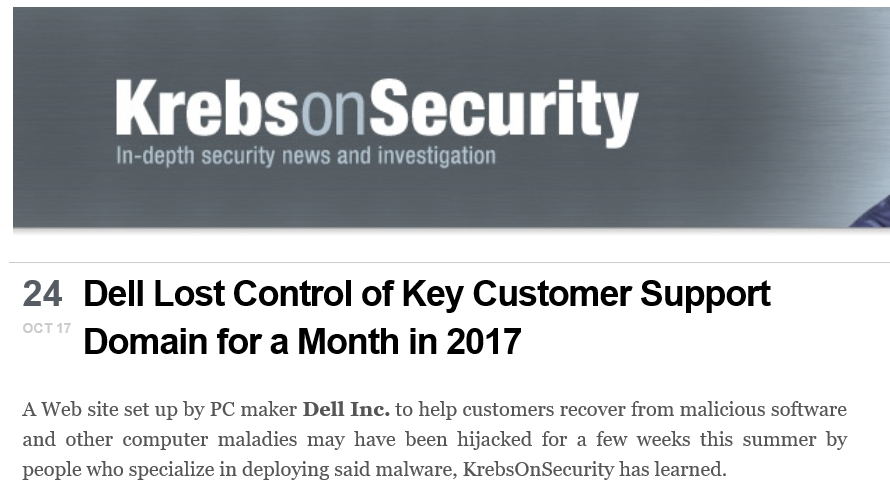 KrebsonSecurity
In-depth security news and investigation
24
OCT 17
Dell Lost Control of Key Customer Support
Domain for a Month in 2017
A Web site set up by PC maker Dell Inc. to help customers recover from malicious software
and other computer maladies may have been hijacked for a few weeks this summer by
people who specialize in deploying said malware, KrebsOnSecurity has learned.